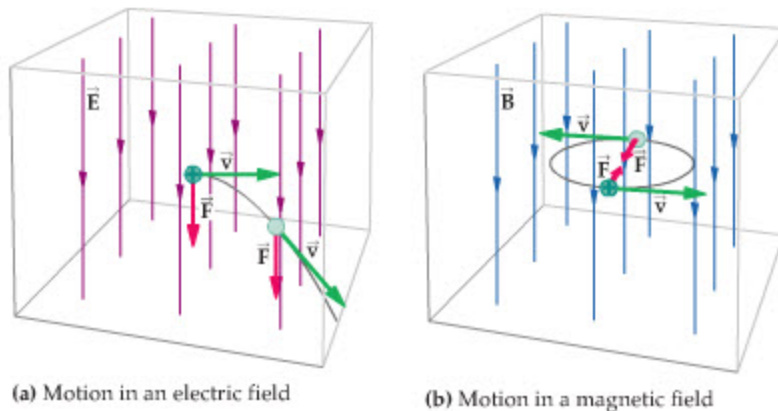 E⃗
v⃗
F⃗
F⃗
v⃗
(a) Motion in an electric field
B⃗
v⃗
F⃗
F⃗
v⃗
(b) Motion in a magnetic field